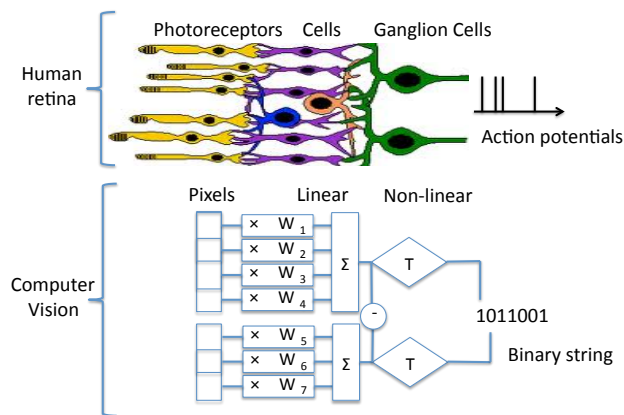 Photoreceptors Cells Ganglion Cells
Human
retina
Action potentials
Pixels Linear Non-linear
Computer
Vision
× W 1
× W 2
× W 3
× W 4
Σ
T
-
1011001
Binary string
× W 5
× W 6
× W 7
Σ
T